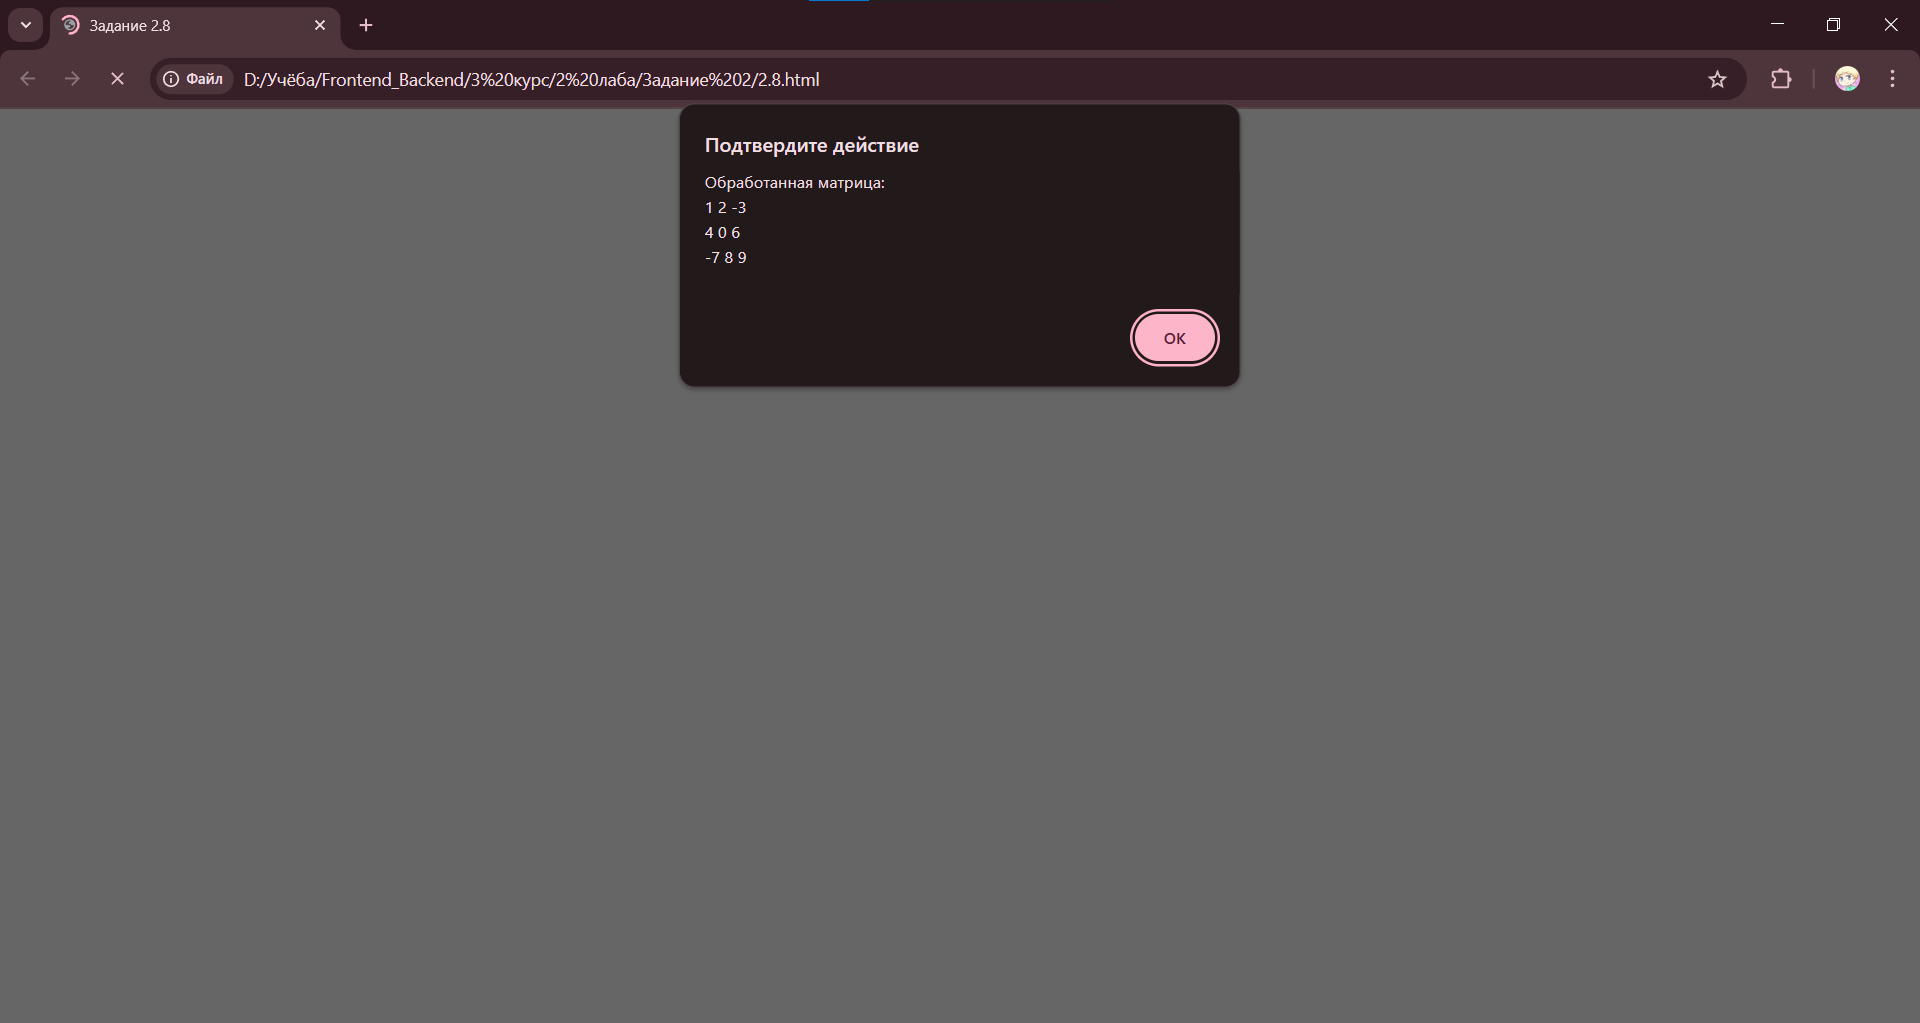 Задание 2.8
Файл
D:/Учёба/Frontend_Backend/3%20курс/2%20лаба/Задание%202/2.8.html
Подтвердите действие
Обработанная матрица:
1 2 -3
4 0 6
-7 8 9
ОК